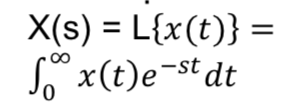 X(s) = Ł{x(t)} =
∫₀^∞ x(t)e^{-st} dt